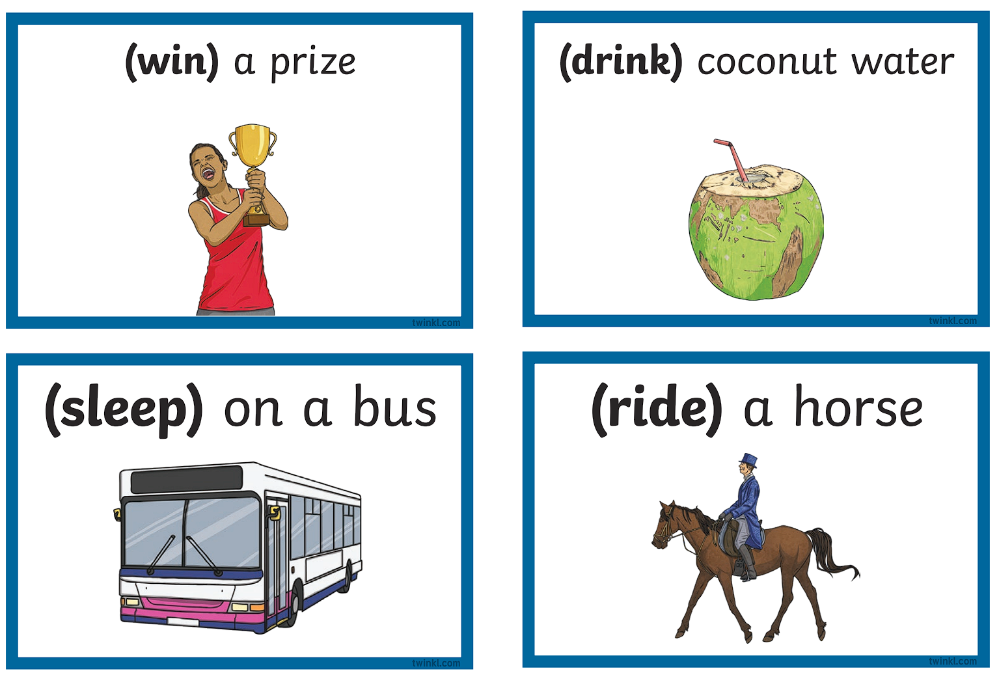 (win) a prize
twinkl.com
(drink) coconut water
twinkl.com
(sleep) on a bus
twinkl.com
(ride) a horse
twinkl.com